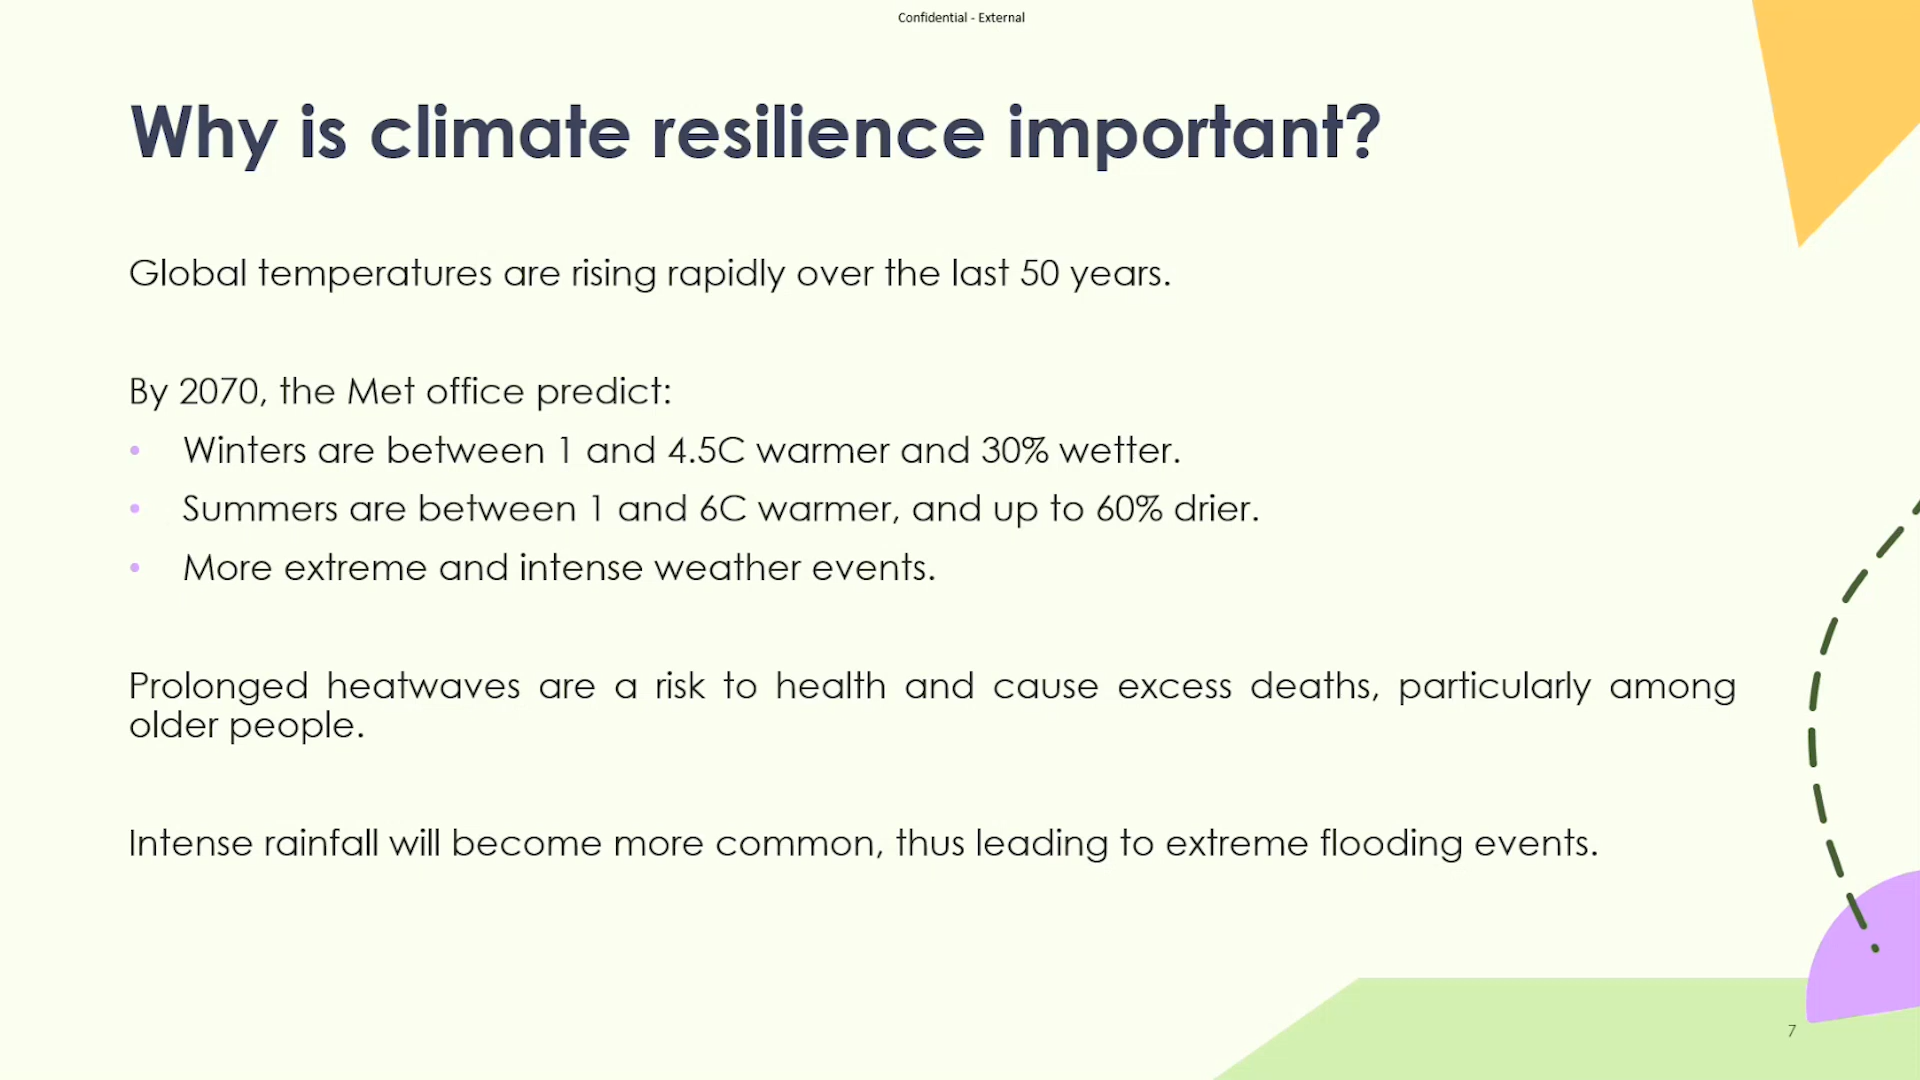 Confidential - External
Why is climate resilience important?
Global temperatures are rising rapidly over the last 50 years.
By 2070, the Met office predict:
• Winters are between 1 and 4.5C warmer and 30% wetter.
• Summers are between 1 and 6C warmer, and up to 60% drier.
• More extreme and intense weather events.
Prolonged heatwaves are a risk to health and cause excess deaths, particularly among
older people.
Intense rainfall will become more common, thus leading to extreme flooding events.
7